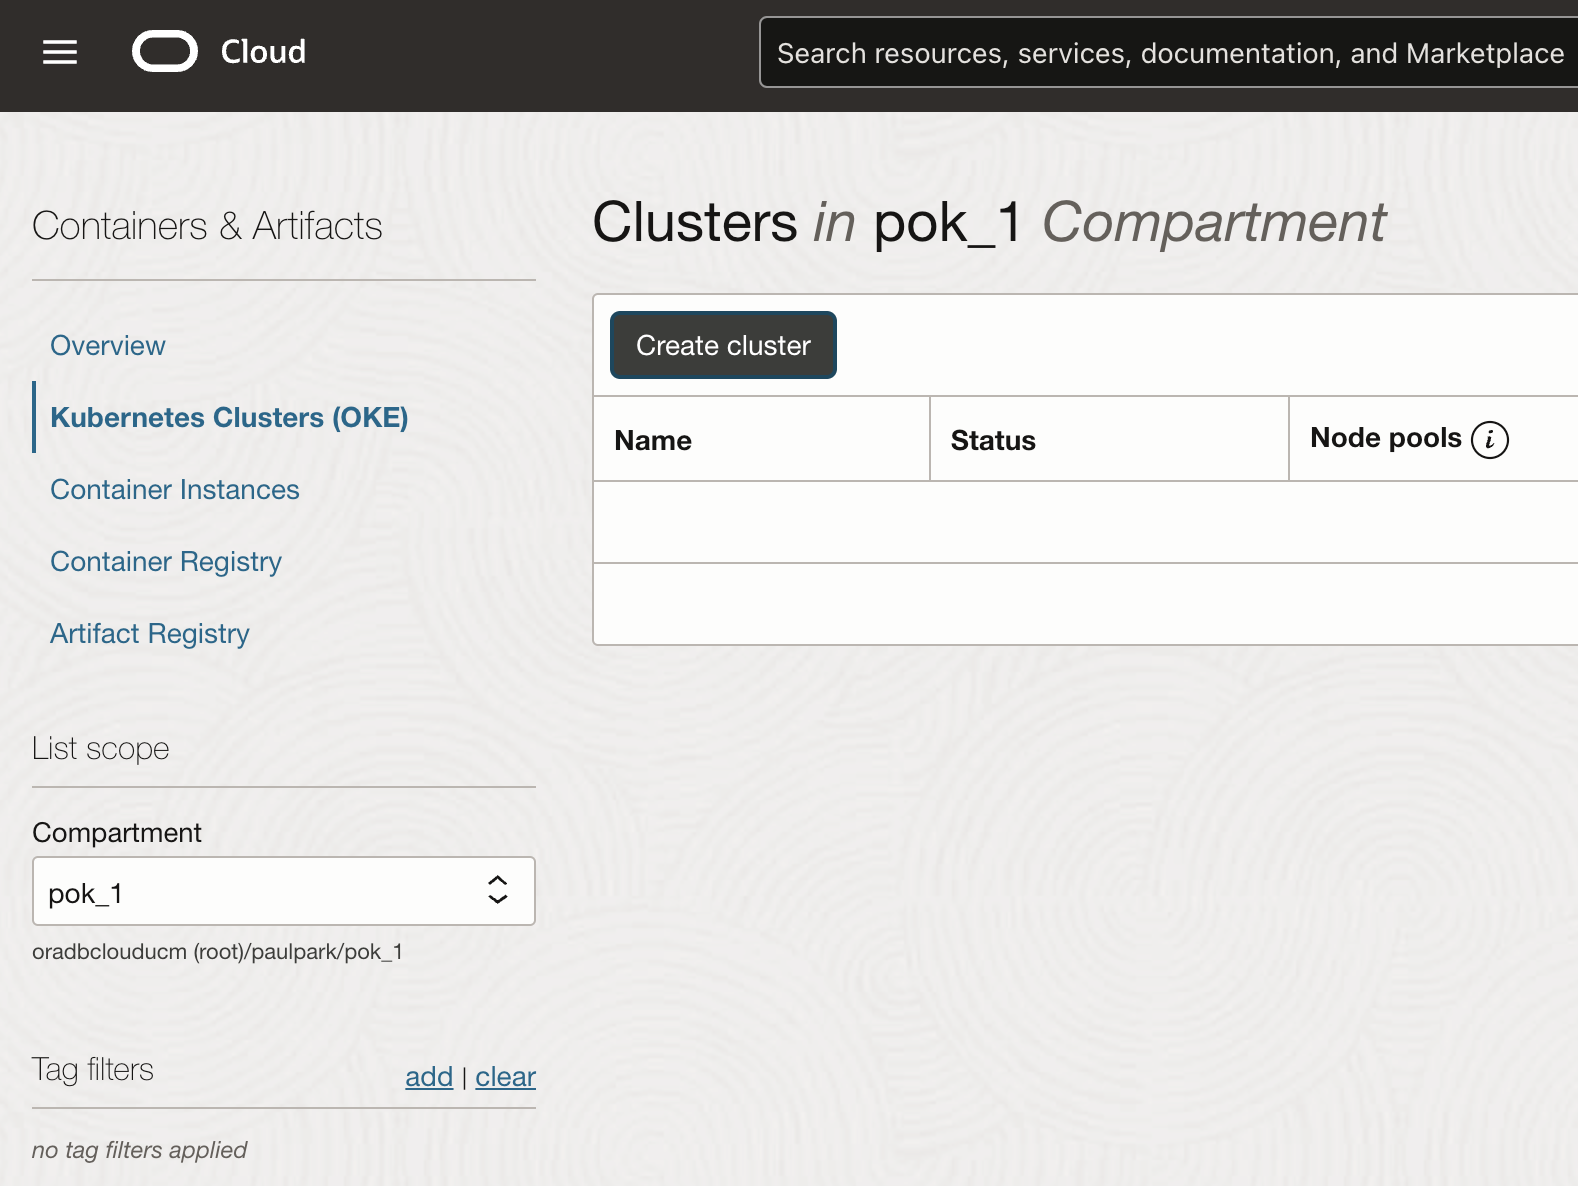 Cloud
Search resources, services, documentation, and Marketplace
Containers & Artifacts
Overview
Kubernetes Clusters (OKE)
Container Instances
Container Registry
Artifact Registry
List scope
Compartment
pok_1
oradbclouducm (root)/paulpark/pok_1
Tag filters
add | clear
no tag filters applied
Clusters in pok_1 Compartment
Create cluster
Name Status Node pools i